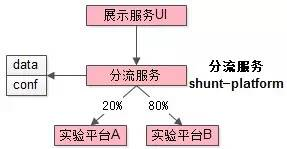 展示服务UI
data
conf
分流服务
分流服务
shunt-platform
20%
80%
实验平台A
实验平台B